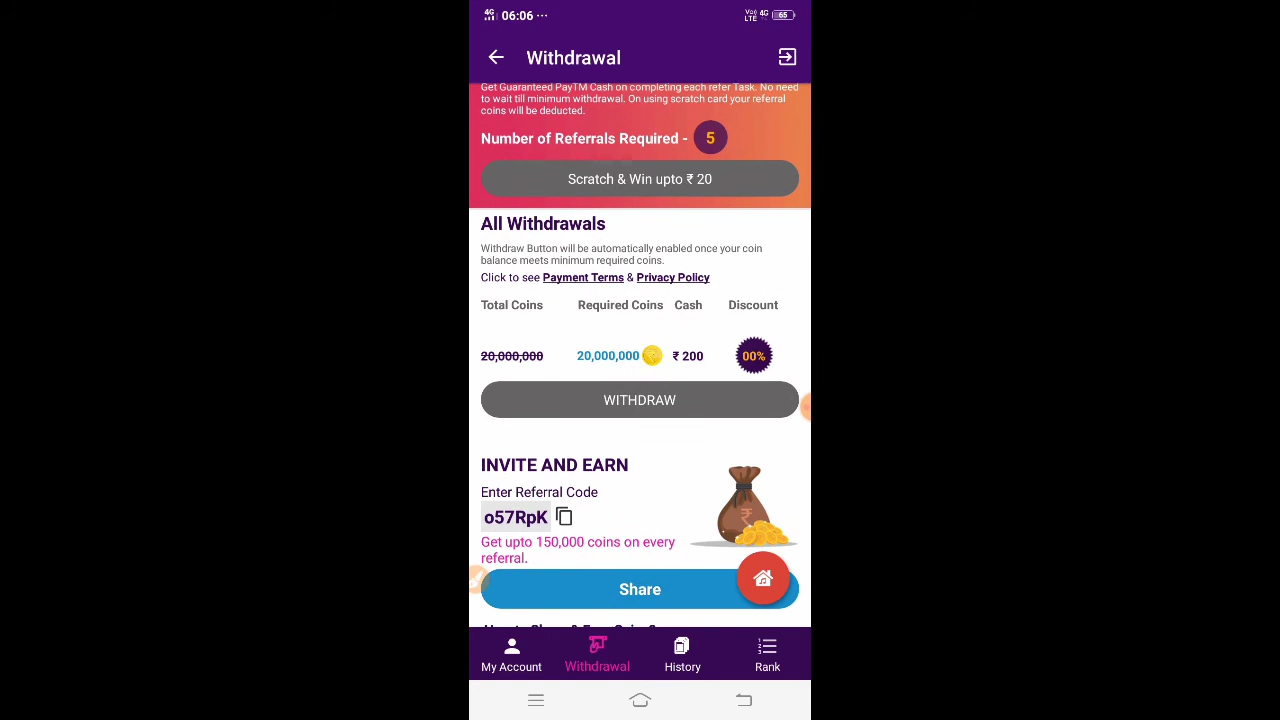 4G 06:06 ...
Vo) LTE 4G 65
Withdrawal
Get Guaranteed PayTM Cash on completing each refer Task. No need
to wait till minimum withdrawal. On using scratch card your referral
coins will be deducted.
Number of Referrals Required - 5
Scratch & Win upto ₹ 20
All Withdrawals
Withdraw Button will be automatically enabled once your coin
balance meets minimum required coins.
Click to see Payment Terms & Privacy Policy
Total Coins Required Coins Cash Discount
20,000,000 20,000,000 ₹ 200 00%
WITHDRAW
INVITE AND EARN
Enter Referral Code
o57RpK
Get upto 150,000 coins on every
referral.
Share
My Account Withdrawal History Rank